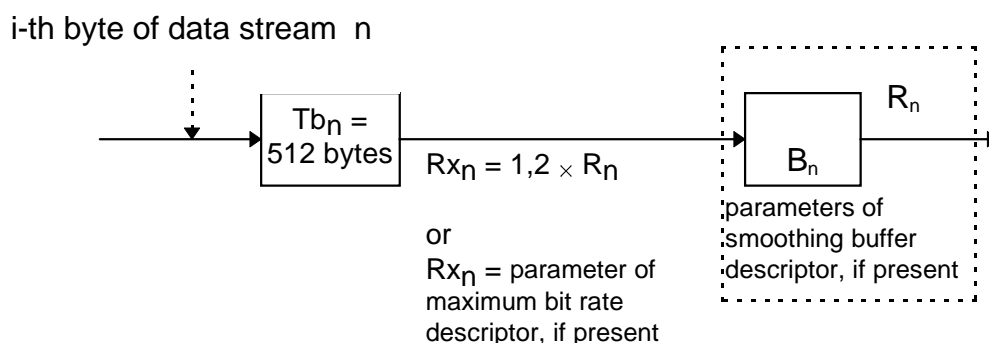 i-th byte of data stream n
Tbn =
512 bytes
Rn
Rxn = 1,2 × Rn
Bn
or
Rxn = parameter of
maximum bit rate
descriptor, if present
parameters of
smoothing buffer
descriptor, if present